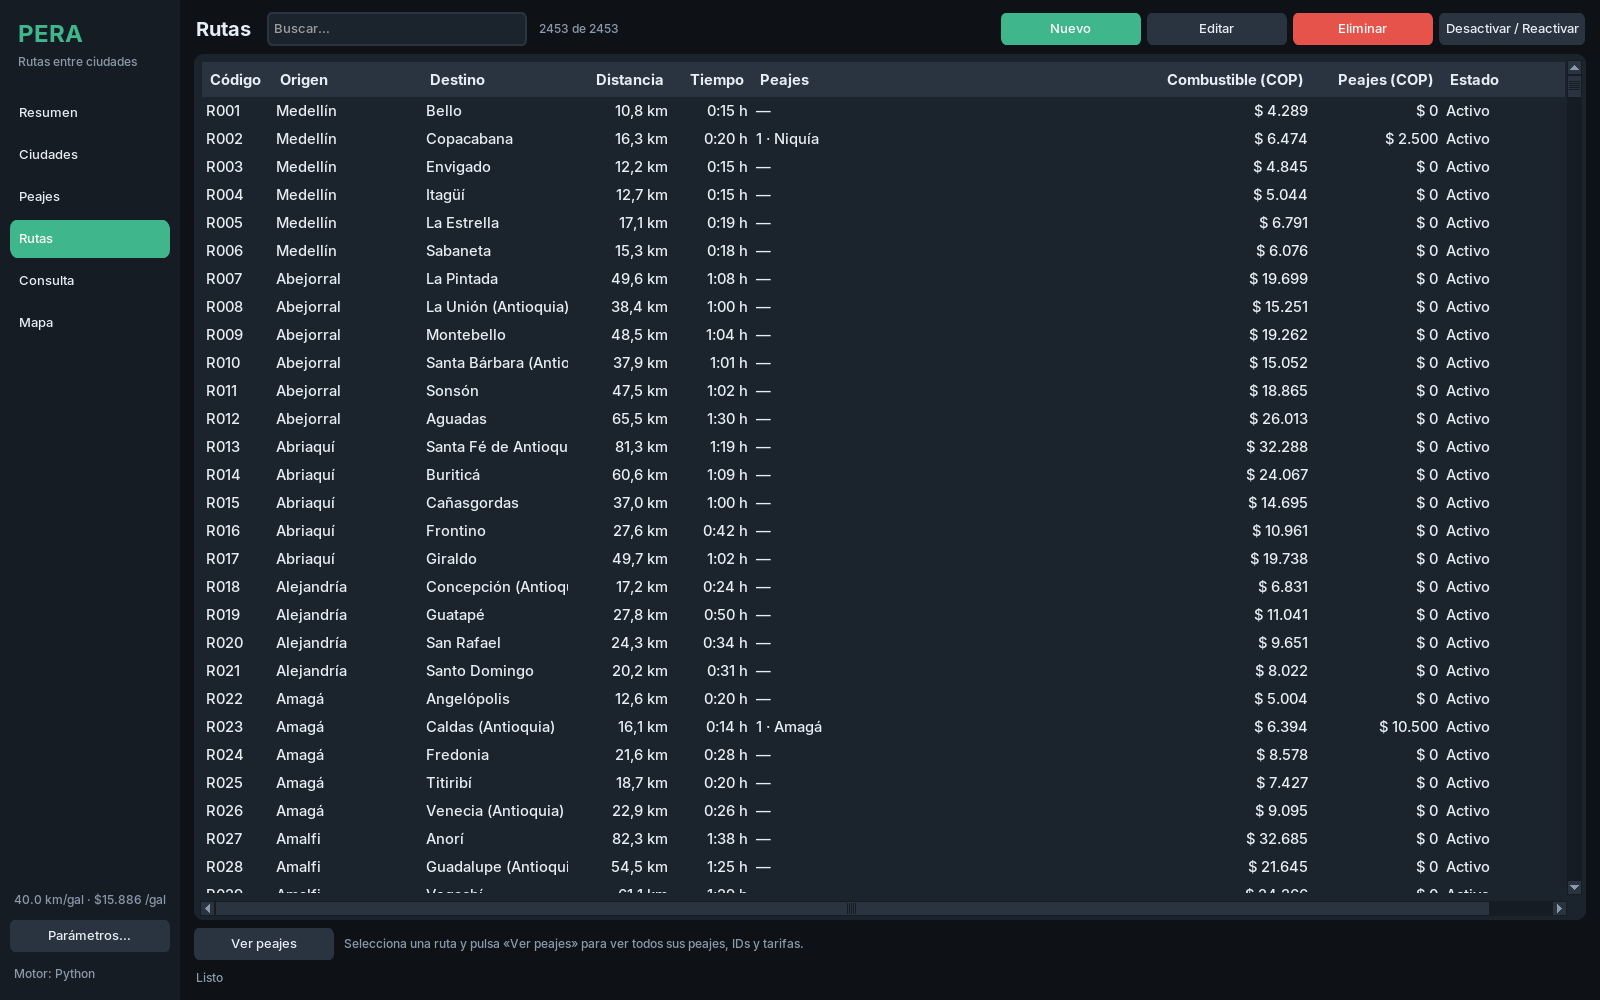 PERA
Rutas entre ciudades
Resumen
Ciudades
Peajes
Rutas
Consulta
Mapa
40.0 km/gal · $15.886 /gal
Parámetros...
Motor: Python
Rutas
Buscar...
2453 de 2453
Nuevo
Editar
Eliminar
Desactivar / Reactivar
Código Origen Destino Distancia Tiempo Peajes Combustible (COP) Peajes (COP) Estado
R001 Medellín Bello 10,8 km 0:15 h — $ 4.289 $ 0 Activo
R002 Medellín Copacabana 16,3 km 0:20 h 1 · Niquía $ 6.474 $ 2.500 Activo
R003 Medellín Envigado 12,2 km 0:15 h — $ 4.845 $ 0 Activo
R004 Medellín Itagüí 12,7 km 0:15 h — $ 5.044 $ 0 Activo
R005 Medellín La Estrella 17,1 km 0:19 h — $ 6.791 $ 0 Activo
R006 Medellín Sabaneta 15,3 km 0:18 h — $ 6.076 $ 0 Activo
R007 Abejorral La Pintada 49,6 km 1:08 h — $ 19.699 $ 0 Activo
R008 Abejorral La Unión (Antioquia) 38,4 km 1:00 h — $ 15.251 $ 0 Activo
R009 Abejorral Montebello 48,5 km 1:04 h — $ 19.262 $ 0 Activo
R010 Abejorral Santa Bárbara (Antio 37,9 km 1:01 h — $ 15.052 $ 0 Activo
R011 Abejorral Sonsón 47,5 km 1:02 h — $ 18.865 $ 0 Activo
R012 Abejorral Aguadas 65,5 km 1:30 h — $ 26.013 $ 0 Activo
R013 Abriaquí Santa Fé de Antioqu 81,3 km 1:19 h — $ 32.288 $ 0 Activo
R014 Abriaquí Buriticá 60,6 km 1:09 h — $ 24.067 $ 0 Activo
R015 Abriaquí Cañasgordas 37,0 km 1:00 h — $ 14.695 $ 0 Activo
R016 Abriaquí Frontino 27,6 km 0:42 h — $ 10.961 $ 0 Activo
R017 Abriaquí Giraldo 49,7 km 1:02 h — $ 19.738 $ 0 Activo
R018 Alejandría Concepción (Antioqu 17,2 km 0:24 h — $ 6.831 $ 0 Activo
R019 Alejandría Guatapé 27,8 km 0:50 h — $ 11.041 $ 0 Activo
R020 Alejandría San Rafael 24,3 km 0:34 h — $ 9.651 $ 0 Activo
R021 Alejandría Santo Domingo 20,2 km 0:31 h — $ 8.022 $ 0 Activo
R022 Amagá Angelópolis 12,6 km 0:20 h — $ 5.004 $ 0 Activo
R023 Amagá Caldas (Antioquia) 16,1 km 0:14 h 1 · Amagá $ 6.394 $ 10.500 Activo
R024 Amagá Fredonia 21,6 km 0:28 h — $ 8.578 $ 0 Activo
R025 Amagá Titiribí 18,7 km 0:20 h — $ 7.427 $ 0 Activo
R026 Amagá Venecia (Antioquia) 22,9 km 0:26 h — $ 9.095 $ 0 Activo
R027 Amalfi Anorí 82,3 km 1:38 h — $ 32.685 $ 0 Activo
R028 Amalfi Guadalupe (Antioqui 54,5 km 1:25 h — $ 21.645 $ 0 Activo
Ver peajes
Selecciona una ruta y pulsa «Ver peajes» para ver todos sus peajes, IDs y tarifas.
Listo